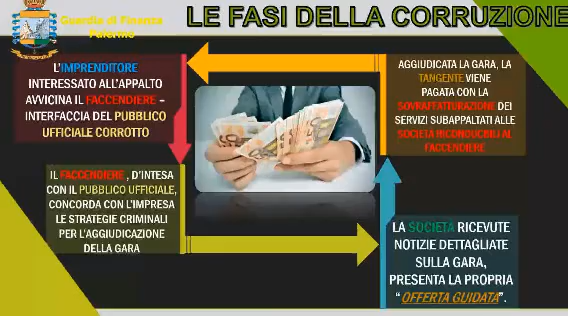 Guardia di Finanza
Palermo
LE FASI DELLA CORRUZIONE
L'IMPRENDITORE
INTERESSATO ALL'APPALTO
AVVICINA IL FACCENDIERE –
INTERFACCIA DEL PUBBLICO
UFFICIALE CORROTTO
IL FACCENDIERE , D'INTESA
CON IL PUBBLICO UFFICIALE,
CONCORDA CON L'IMPRESA
LE STRATEGIE CRIMINALI
PER L'AGGIUDICAZIONE
DELLA GARA
LA SOCIETÀ RICEVUTE
NOTIZIE DETTAGLIATE
SULLA GARA,
PRESENTA LA PROPRIA
“ OFFERTA GUIDATA”.
AGGIUDICATA LA GARA, LA
TANGENTE VIENE
PAGATA CON LA
SOVRAFFATTURAZIONE DEI
SERVIZI SUBAPPALTATI ALLE
SOCIETÀ RICONDUCIBILI AL
FACCENDIERE